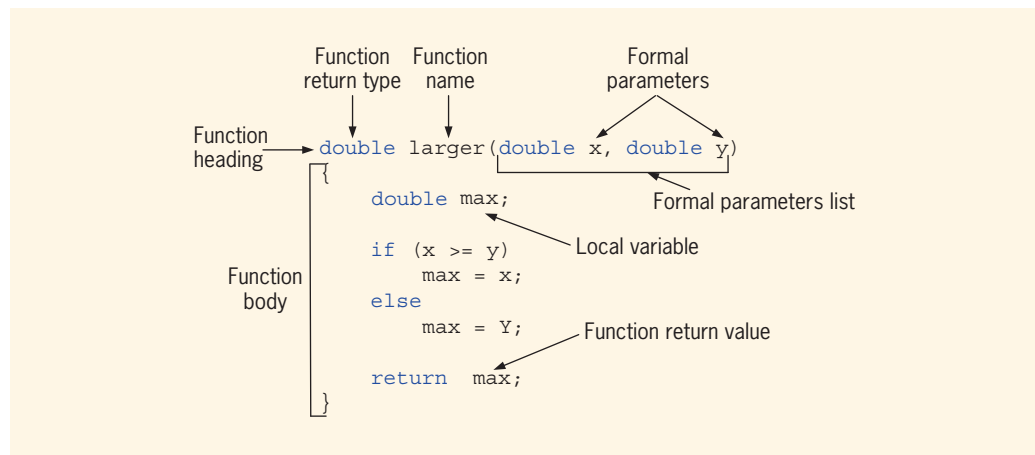 Function return type
Function name
Formal parameters
Function heading
double larger(double x, double y)
Formal parameters list
{
double max;
Local variable
if (x >= y)
max = x;
Function body
else
max = Y;
Function return value
return max;
}